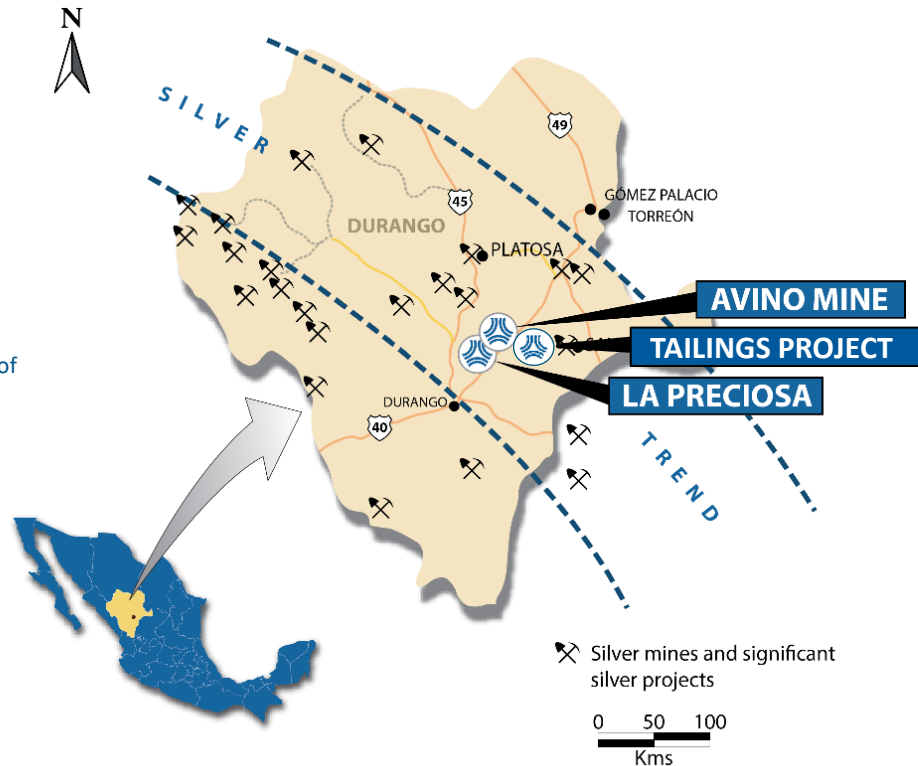 N
SILVER
49
GÓMEZ PALACIO
45
TORREÓN
DURANGO
PLATOSA
AVINO MINE
TAILINGS PROJECT
of
LA PRECIOSA
DURANGO
40
TREND
Silver mines and significant
silver projects
0 50 100
Kms